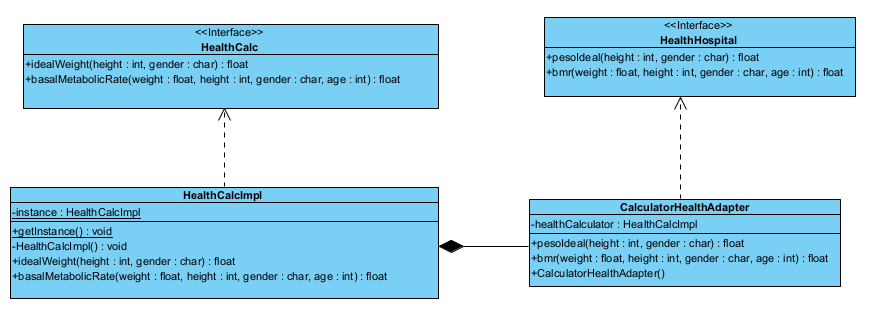 <<Interface>>
HealthCalc
+idealWeight(height : int, gender : char) : float
+basalMetabolicRate(weight : float, height : int, gender : char, age : int) : float
<<Interface>>
HealthHospital
+pesoIdeal(height : int, gender : char) : float
+bmr(weight : float, height : int, gender : char, age : int) : float
HealthCalcImpl
-instance : HealthCalcImpl
+getInstance() : void
-HealthCalcImpl() : void
+idealWeight(height : int, gender : char) : float
+basalMetabolicRate(weight : float, height : int, gender : char, age : int) : float
CalculatorHealthAdapter
-healthCalculator : HealthCalcImpl
+pesoIdeal(height : int, gender : char) : float
+bmr(weight : float, height : int, gender : char, age : int) : float
+CalculatorHealthAdapter()